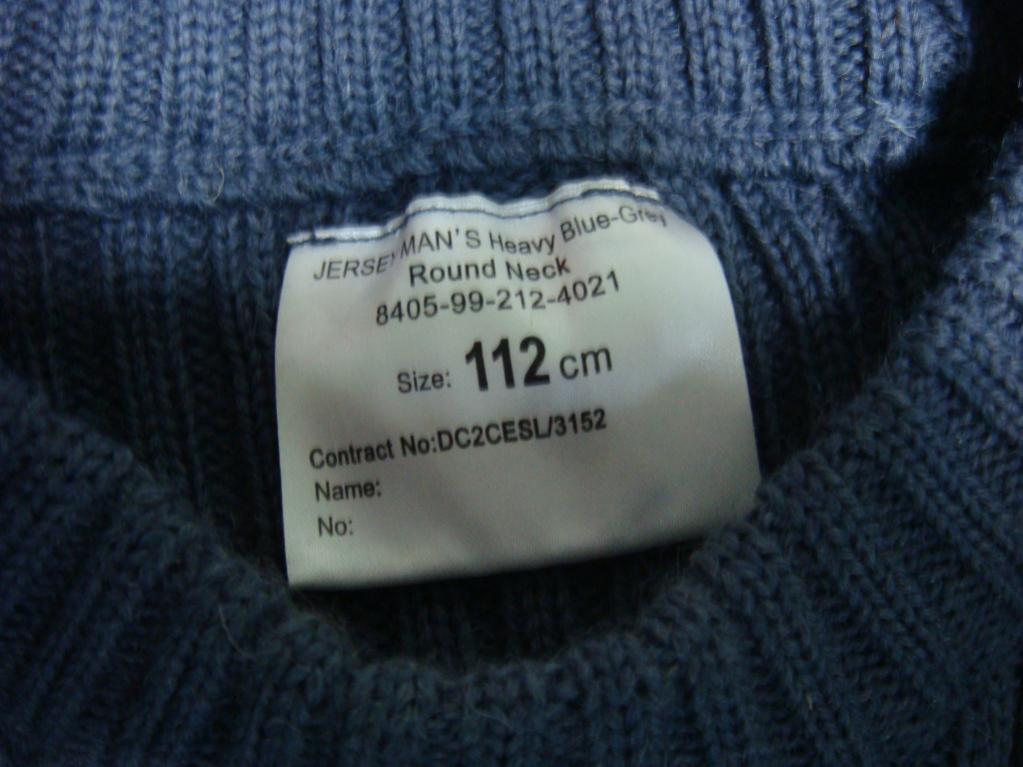 JERSEY MAN'S Heavy Blue-Grey
Round Neck
8405-99-212-4021
Size: 112 cm
Contract No:DC2CESL/3152
Name:
No: